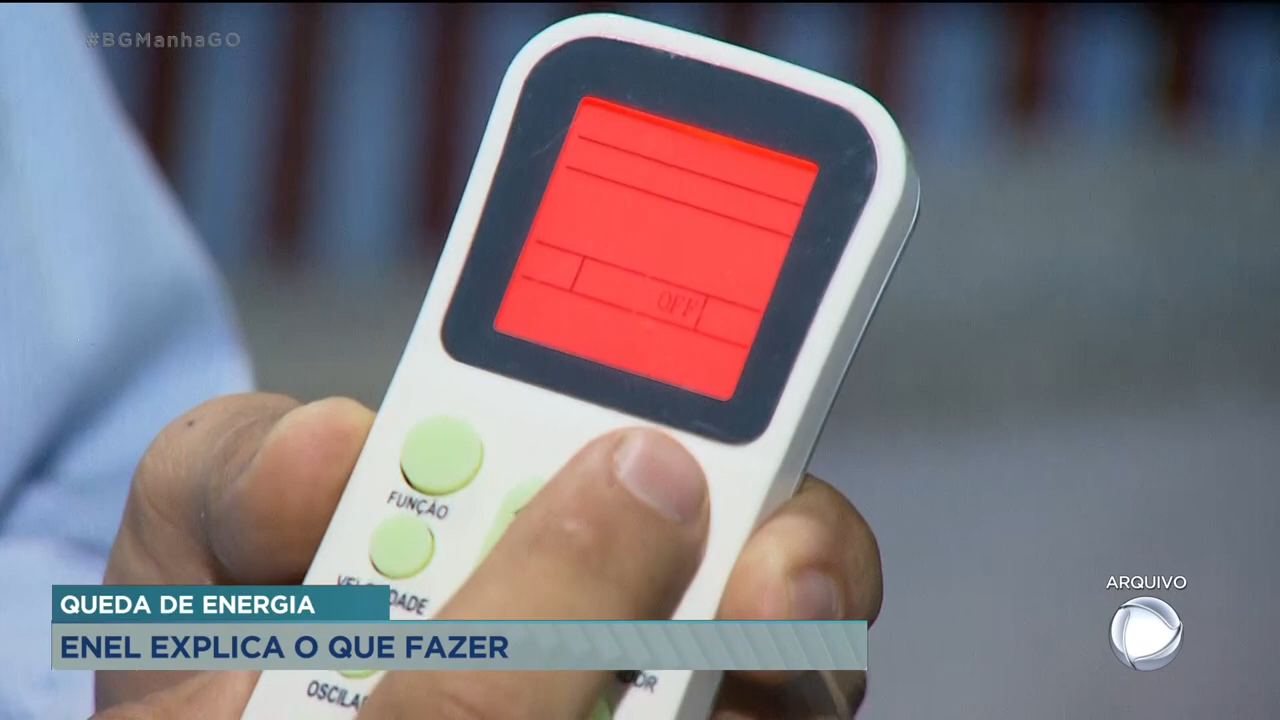 #BGManhaGO
OFF
FUNÇÃO
QUEDA DE ENERGIA
ENEL EXPLICA O QUE FAZER
ARQUIVO